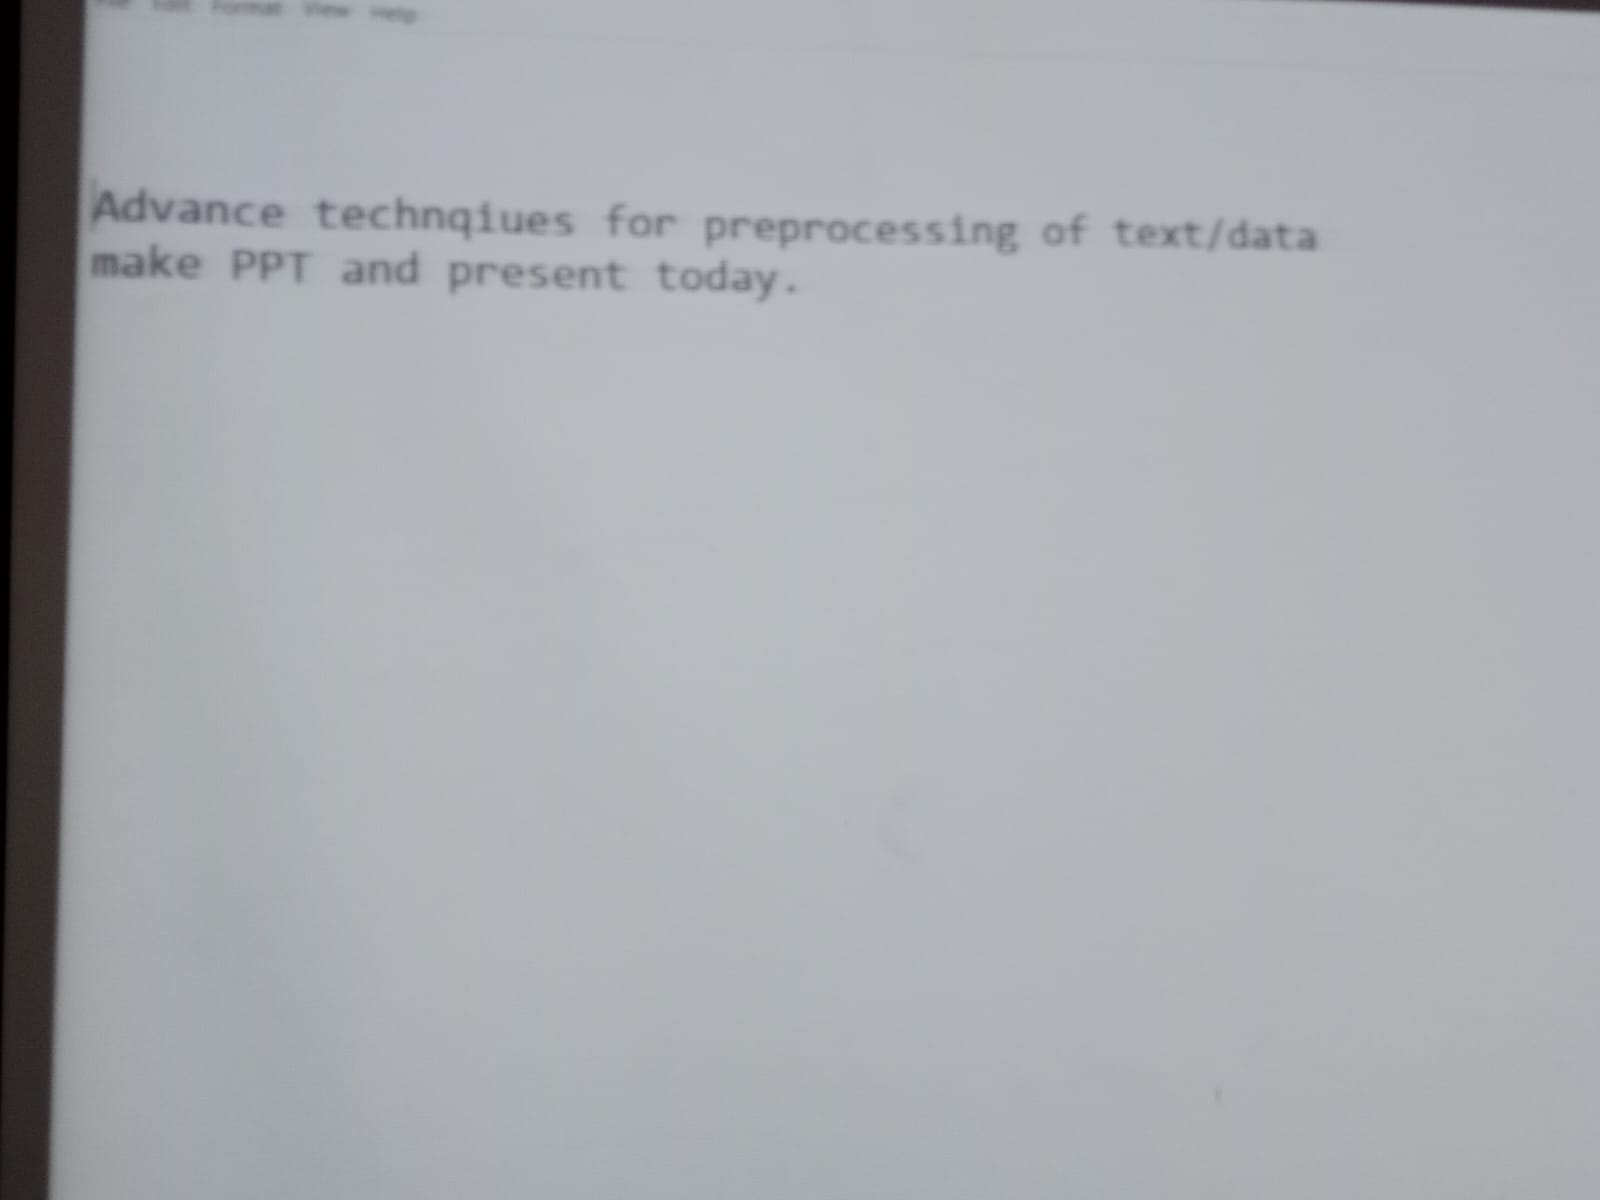 File Edit Format View Help
Advance technqiues for preprocessing of text/data
make PPT and present today.